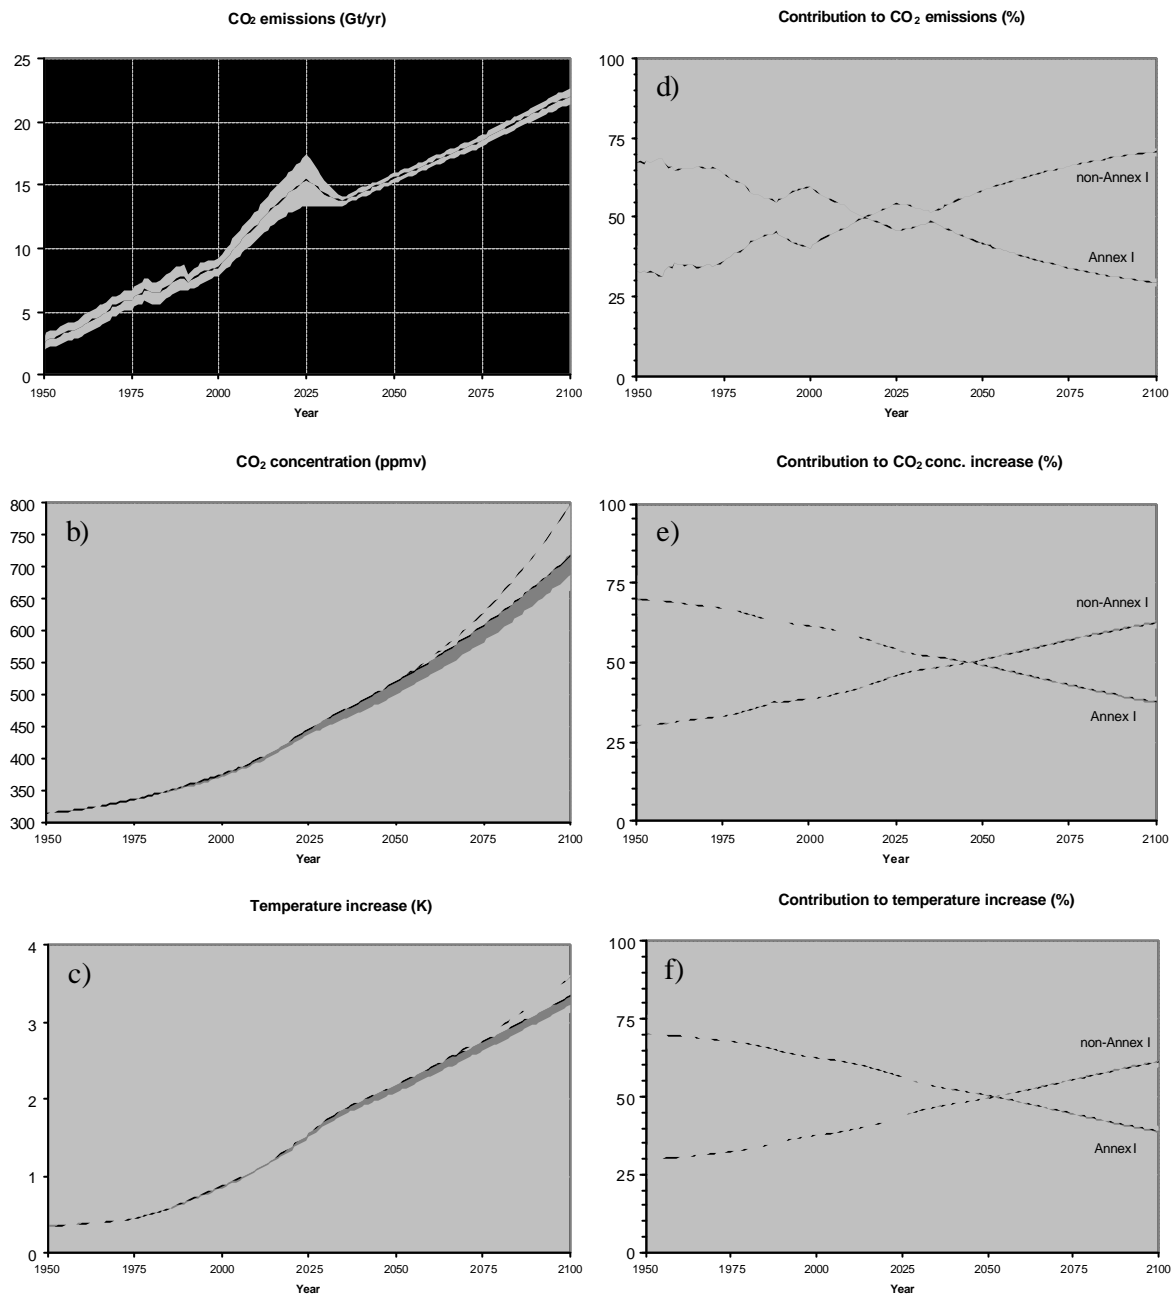 CO2 emissions (Gt/yr)
25
20
15
10
5
0
1950 1975 2000 2025 2050 2075 2100
Year
Contribution to CO2 emissions (%)
100
75
50
25
0
d)
non-Annex I
Annex I
1950 1975 2000 2025 2050 2075 2100
Year
CO2 concentration (ppmv)
800
750
700
650
600
550
500
450
400
350
300
b)
1950 1975 2000 2025 2050 2075 2100
Year
Contribution to CO2 conc. increase (%)
100
75
50
25
0
e)
non-Annex I
Annex I
1950 1975 2000 2025 2050 2075 2100
Year
Temperature increase (K)
4
3
2
1
0
c)
1950 1975 2000 2025 2050 2075 2100
Year
Contribution to temperature increase (%)
100
75
50
25
0
f)
non-Annex I
Annex I
1950 1975 2000 2025 2050 2075 2100
Year